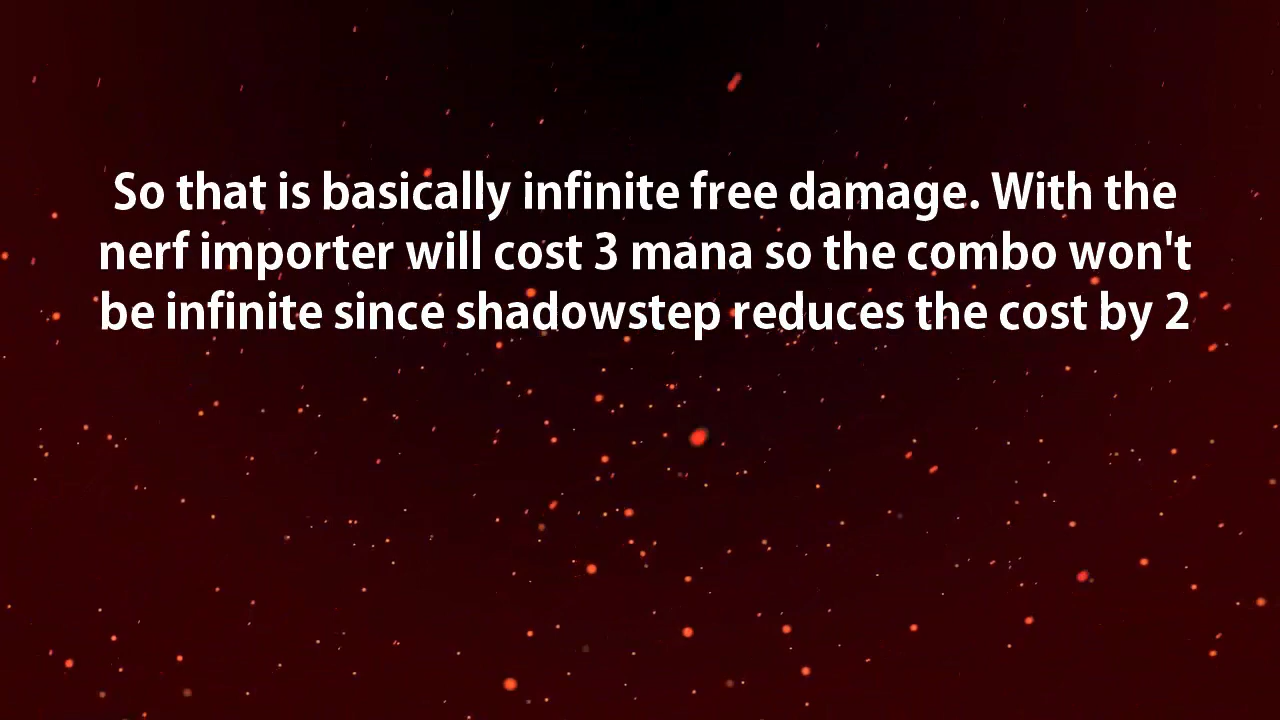 So that is basically infinite free damage. With the
nerf importer will cost 3 mana so the combo won't
be infinite since shadowstep reduces the cost by 2